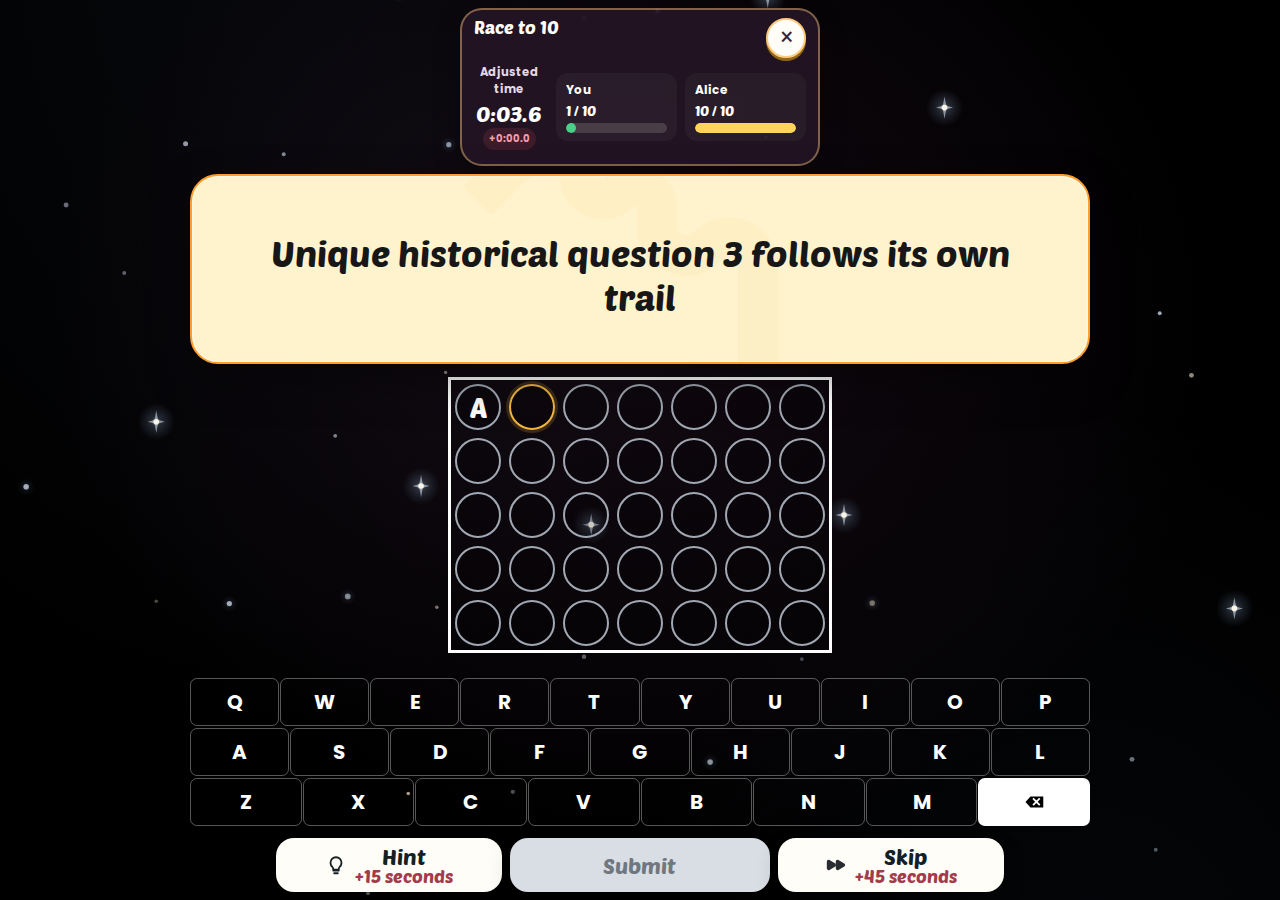 Race to 10
×
Adjusted
time
0:03.6
+0:00.0
You
1 / 10
Alice
10 / 10
Unique historical question 3 follows its own
trail
A
Q W E R T Y U I O P
A S D F G H J K L
Z X C V B N M
Hint
+15 seconds
Submit
Skip
+45 seconds